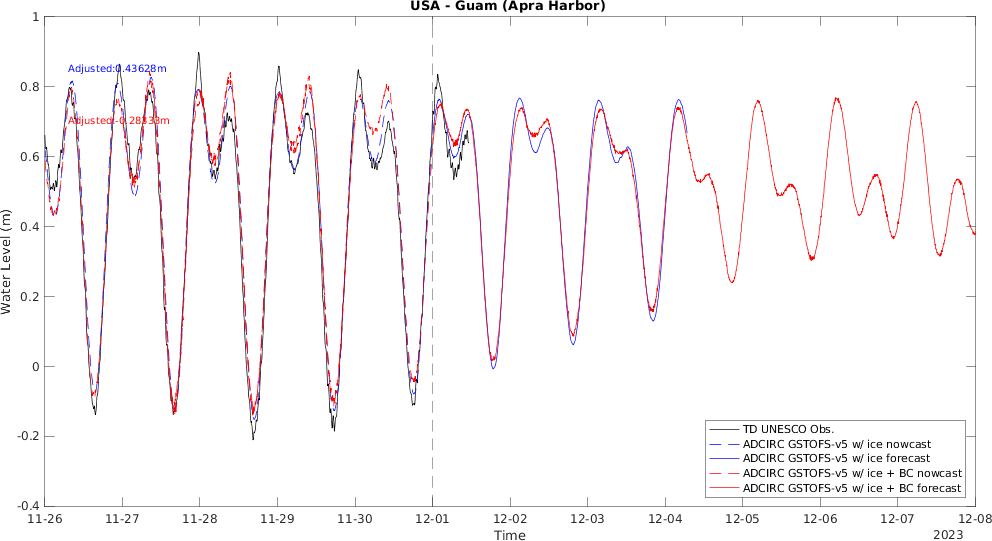 USA - Guam (Apra Harbor)
Water Level (m)
1
0.8
0.6
0.4
0.2
0
-0.2
-0.4
Adjusted:0.43628m
Adjusted:-0.28333m
TD UNESCO Obs.
ADCIRC GSTOFS-v5 w/ ice nowcast
ADCIRC GSTOFS-v5 w/ ice forecast
ADCIRC GSTOFS-v5 w/ ice + BC nowcast
ADCIRC GSTOFS-v5 w/ ice + BC forecast
11-26 11-27 11-28 11-29 11-30 12-01 12-02 12-03 12-04 12-05 12-06 12-07 12-08
Time
2023